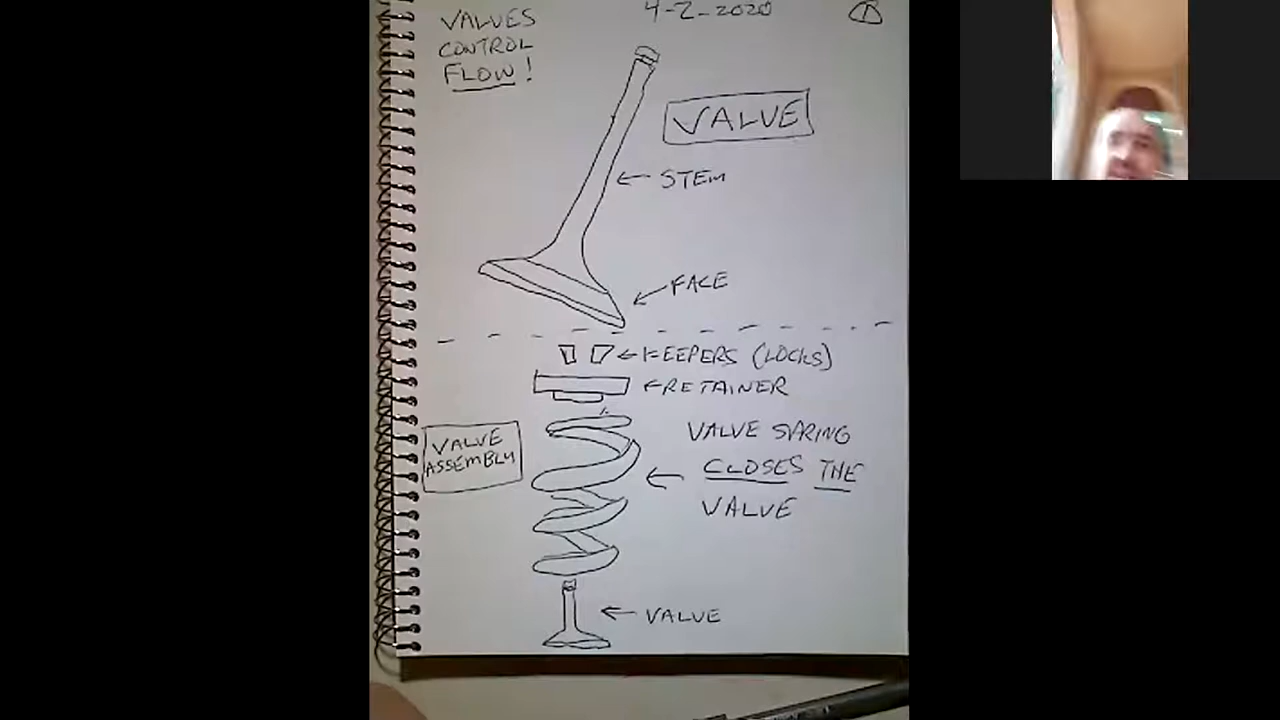 VALVES
CONTROL
FLOW!
4-2-2020
1
VALVE
STEM
FACE
KEEPERS (LOCKS)
RETAINER
VALVE
ASSEMBLY
VALVE SPRING
CLOSES THE
VALVE
VALVE